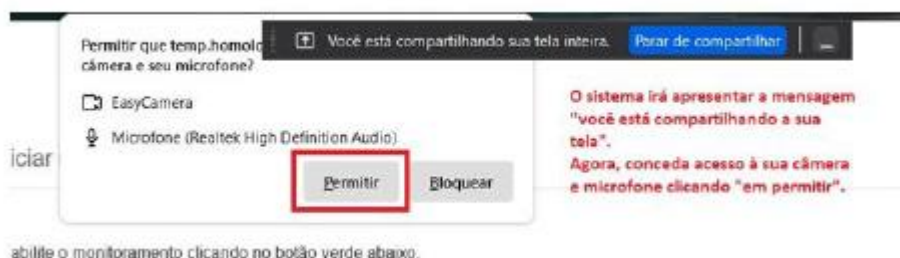 Permitir que temp.homolo
câmera e seu microfone?
Você está compartilhando sua tela inteira.
Parar de compartilhar
EasyCamera
Microfone (Realtek High Definition Audio)
Permitir
Bloquear
iciar
O sistema irá apresentar a mensagem
"você está compartilhando a sua
tela".
Agora, conceda acesso à sua câmera
e microfone clicando "em permitir".
abilite o monitoramento clicando no botão verde abaixo.